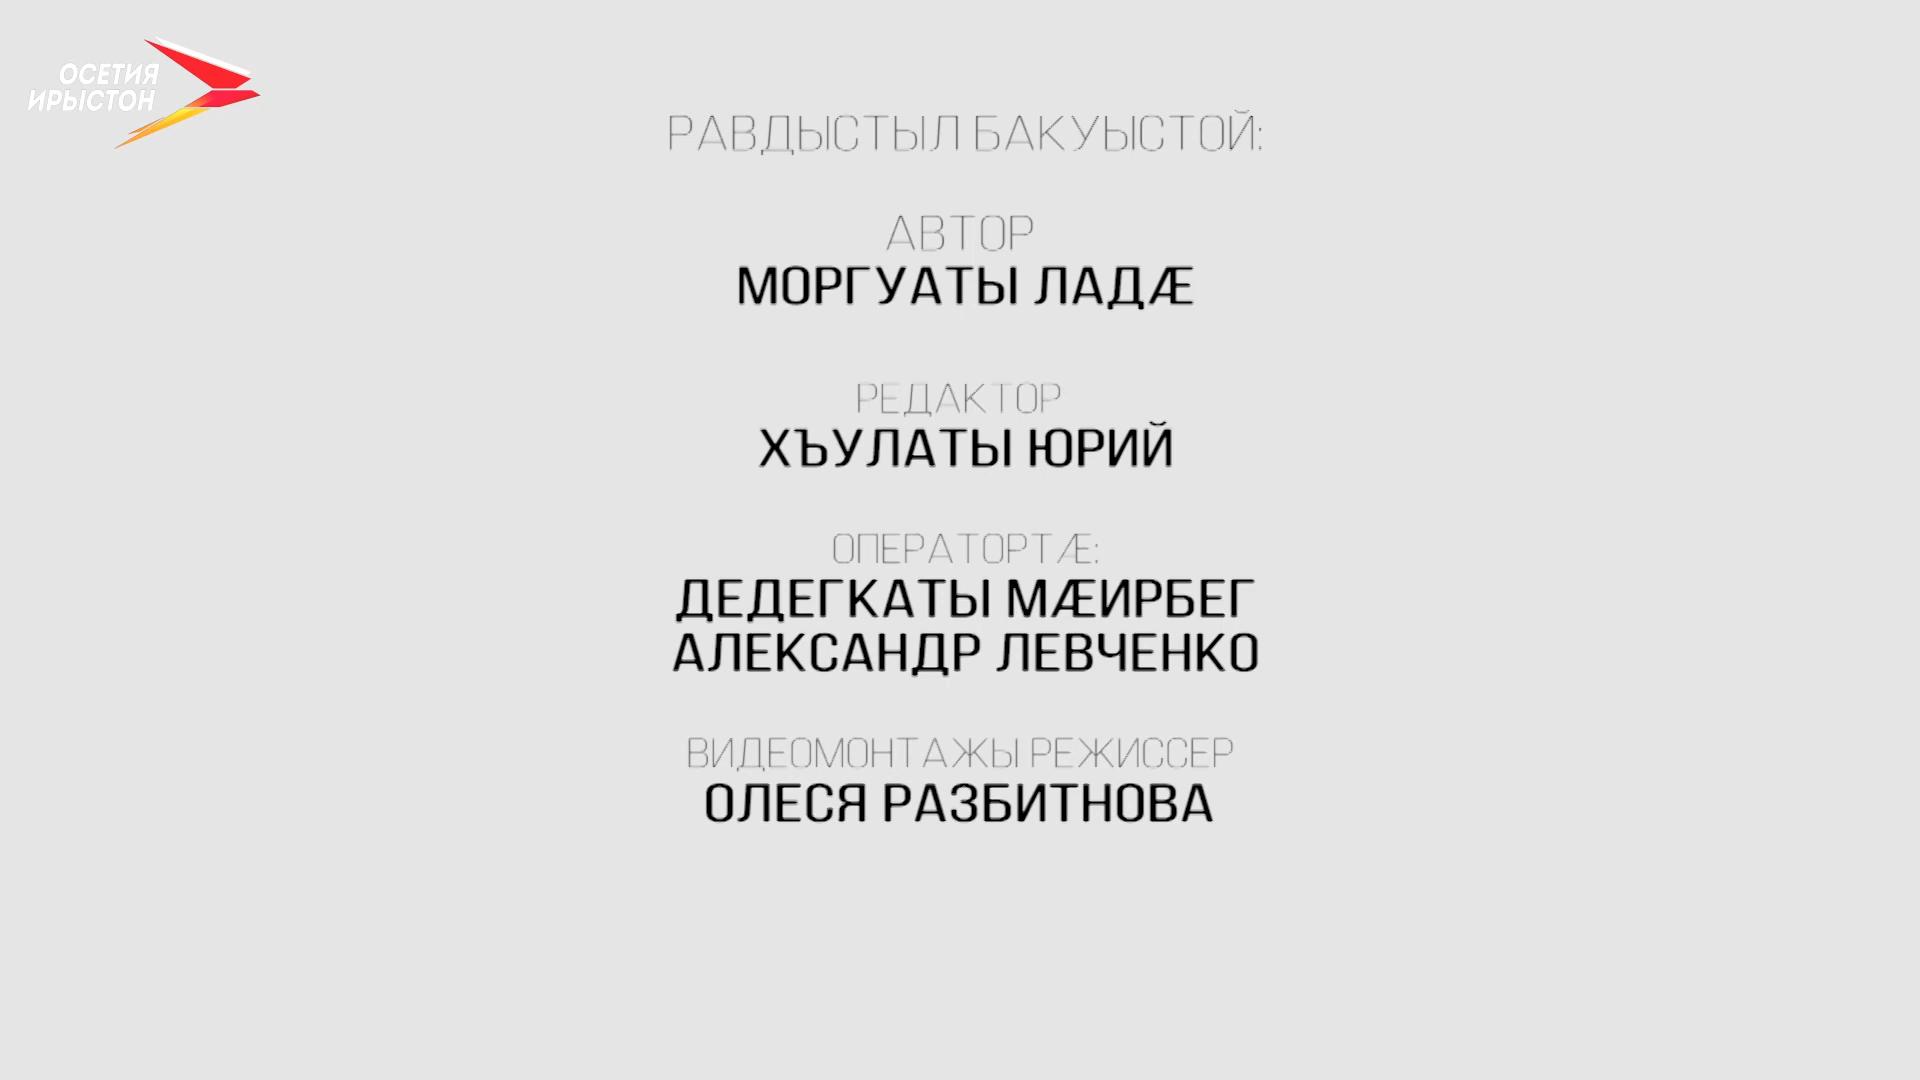 ОСЕТИЯ
ИРЫСТОН
РАВДЫСТЫЛ БАКУЫСТОЙ:
АВТОР
МОРГУАТЫ ЛАДÆ
РЕДАКТОР
ХЪУЛАТЫ ЮРИЙ
ОПЕРАТОРТÆ:
ДЕДЕГКАТЫ МÆИРБЕГ
АЛЕКСАНДР ЛЕВЧЕНКО
ВИДЕОМОНТАЖЫ РЕЖИССЕР
ОЛЕСЯ РАЗБИТНОВА